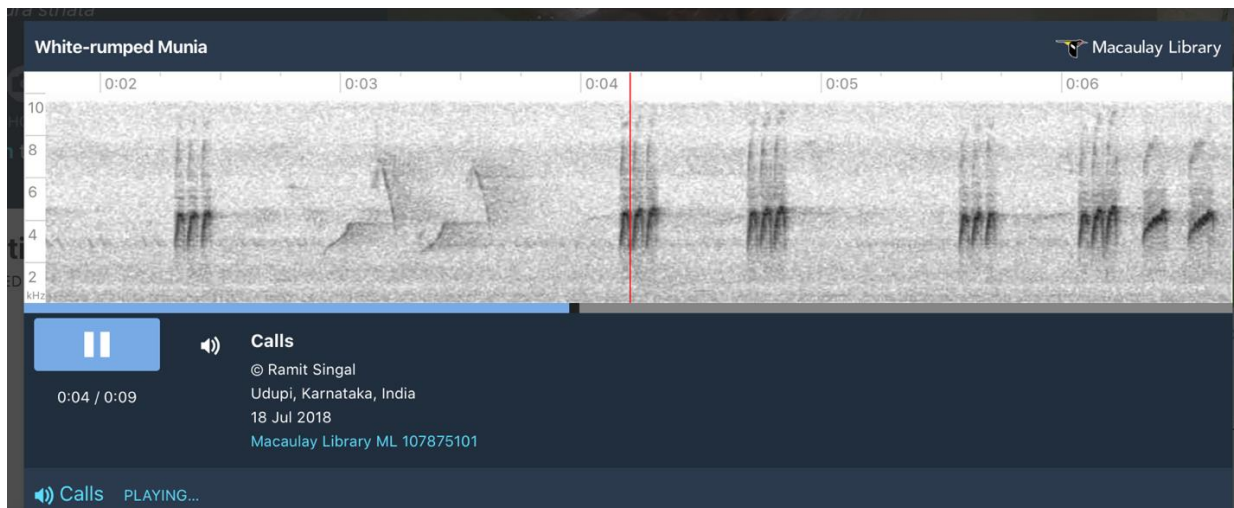 ura striata
White-rumped Munia
Macaulay Library
0:02 0:03 0:04 0:05 0:06
10
8
6
4
2
kHz
Calls
© Ramit Singal
0:04 / 0:09
Udupi, Karnataka, India
18 Jul 2018
Macaulay Library ML 107875101
Calls PLAYING...